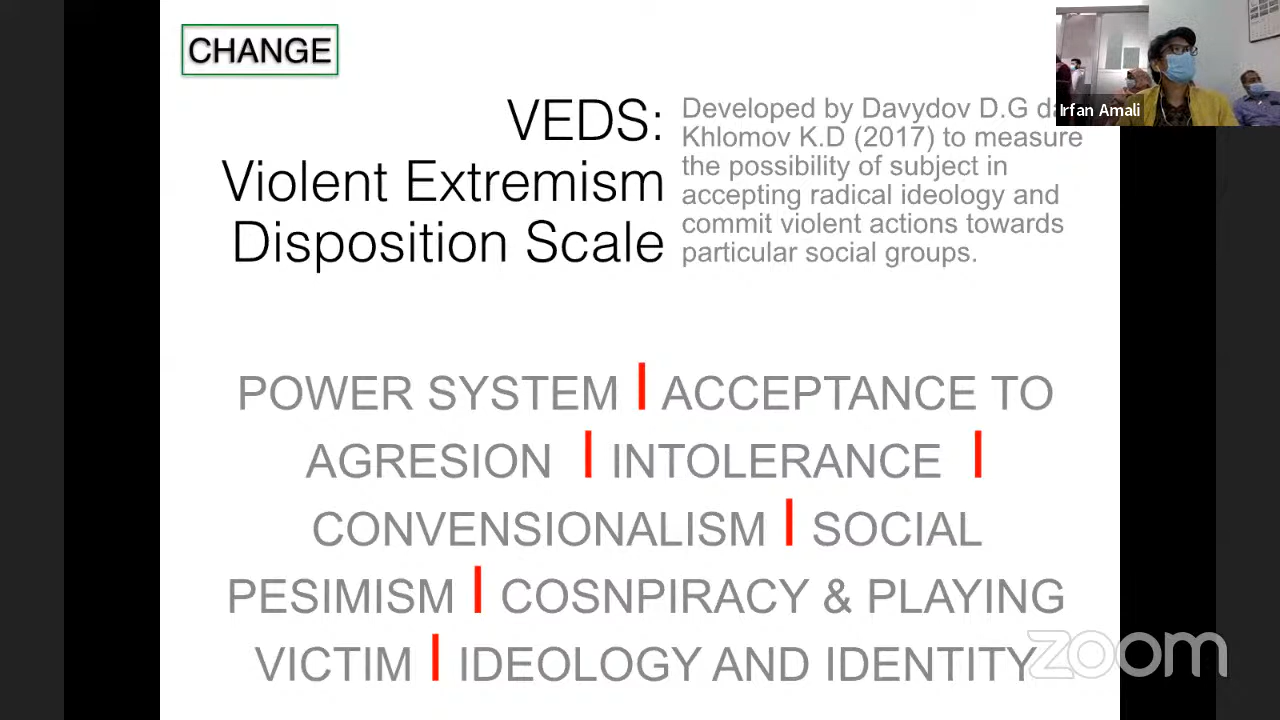 CHANGE
VEDS:
Violent Extremism
Disposition Scale
Developed by Davydov D.G
Khlomov K.D (2017) to measure
the possibility of subject in
accepting radical ideology and
commit violent actions towards
particular social groups.
Irfan Amali
POWER SYSTEM | ACCEPTANCE TO
AGRESION | INTOLERANCE |
CONVENSIONALISM | SOCIAL
PESIMISM | COSNPIRACY & PLAYING
VICTIM | IDEOLOGY AND IDENTITY
zoom